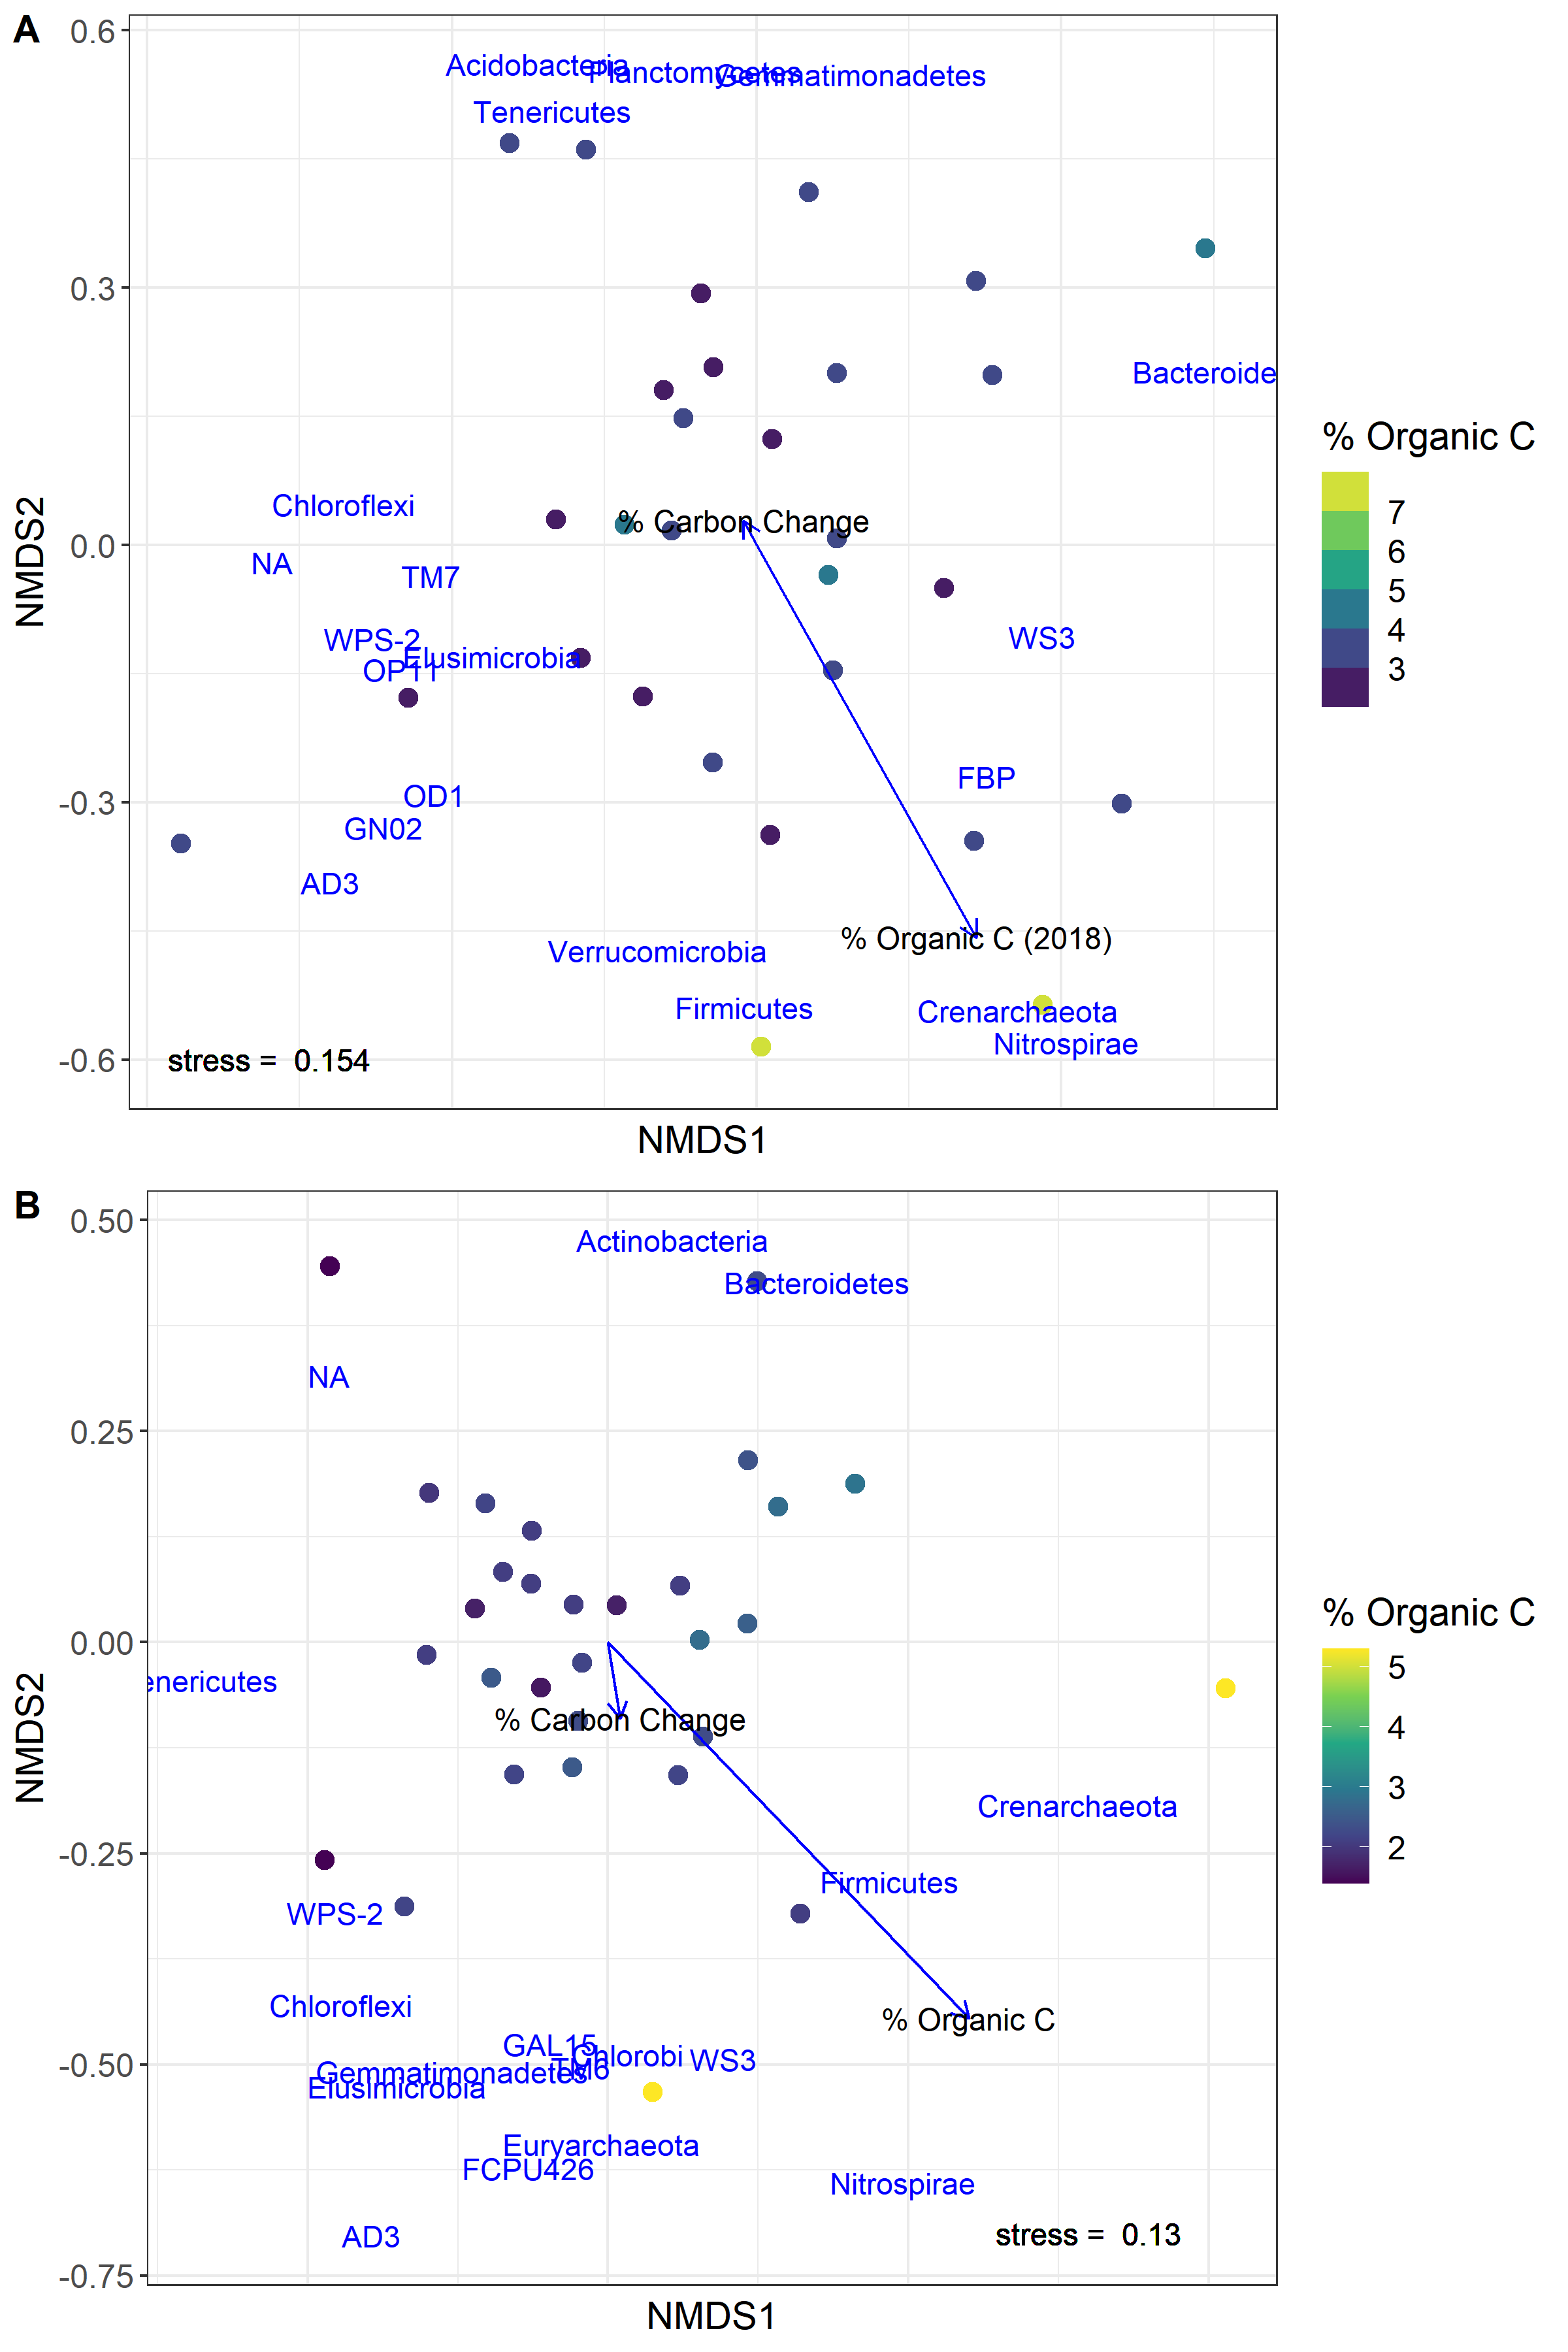 A
0.6
Acidobacteria
Planctomycetes
Gemmatimonadetes
Tenericutes
0.3
Bacteroide
% Organic C
7
6
5
4
3
Chloroflexi
% Carbon Change
0.0
NMDS2
NA
TM7
WPS-2
WS3
Elusimicrobia
OP11
FBP
OD1
-0.3
GN02
AD3
% Organic C (2018)
Verrucomicrobia
Firmicutes
Crenarchaeota
Nitrospirae
-0.6
stress = 0.154
NMDS1
B
0.50
Actinobacteria
Bacteroidetes
NA
0.25
% Organic C
5
4
3
2
0.00
enericutes
% Carbon Change
NMDS2
Crenarchaeota
-0.25
Firmicutes
WPS-2
Chloroflexi
% Organic C
GAL15
Chlorobi
WS3
-0.50
TM6
Gemmatimonadetes
Elusimicrobia
Euryarchaeota
FCPU426
Nitrospirae
AD3
stress = 0.13
-0.75
NMDS1